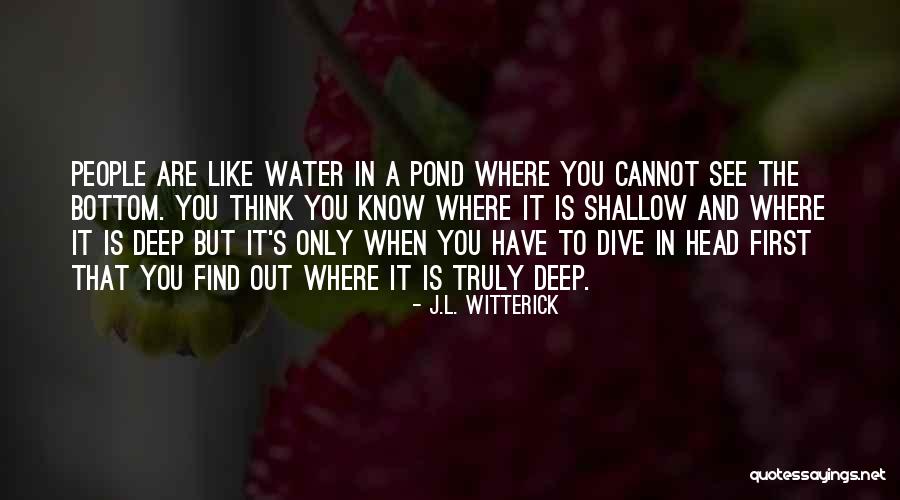 PEOPLE ARE LIKE WATER IN A POND WHERE YOU CANNOT SEE THE
BOTTOM. YOU THINK YOU KNOW WHERE IT IS SHALLOW AND WHERE
IT IS DEEP BUT IT'S ONLY WHEN YOU HAVE TO DIVE IN HEAD FIRST
THAT YOU FIND OUT WHERE IT IS TRULY DEEP.
- J.L. WITTERICK
quotessayings.net